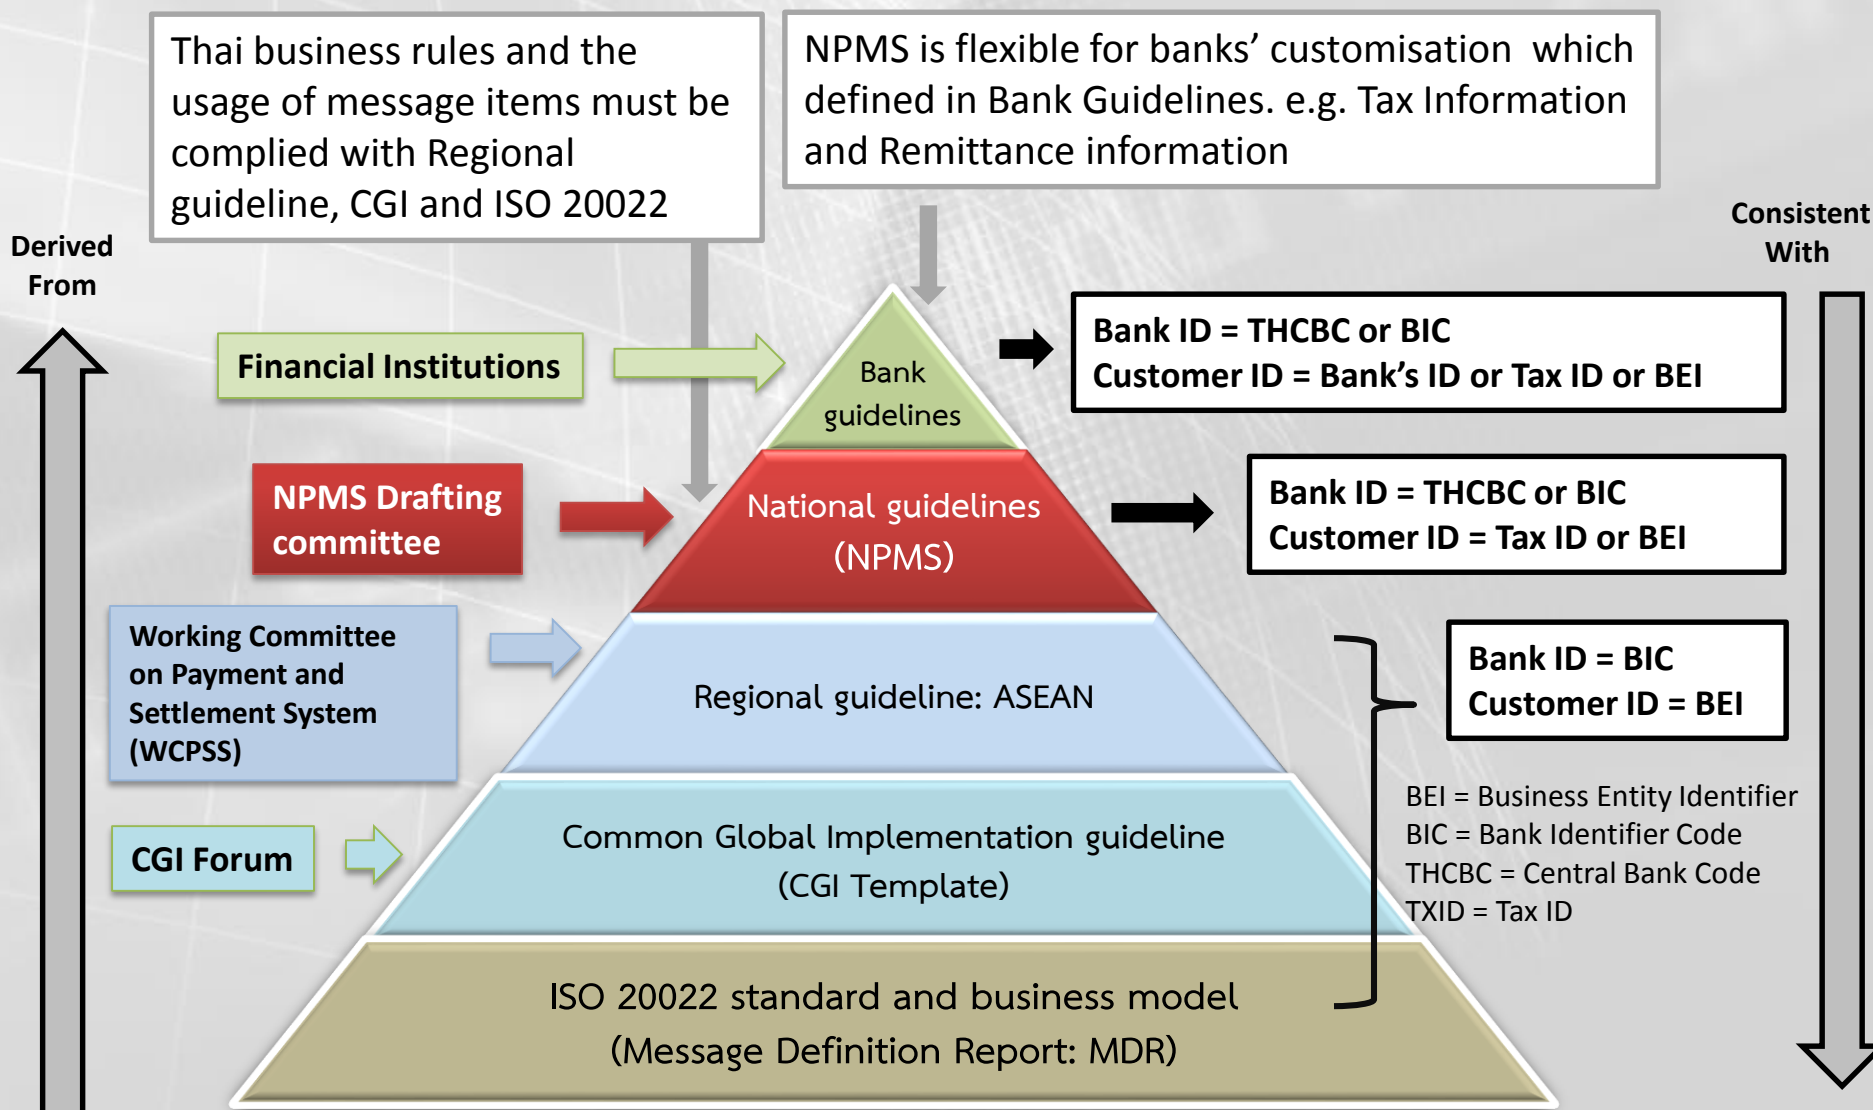 Thai business rules and the
usage of message items must be
complied with Regional
guideline, CGI and ISO 20022
NPMS is flexible for banks’ customisation which
defined in Bank Guidelines. e.g. Tax Information
and Remittance information
Derived
From
Consistent
With
Financial Institutions
Bank
guidelines
Bank ID = THCBC or BIC
Customer ID = Bank’s ID or Tax ID or BEI
NPMS Drafting
committee
National guidelines
(NPMS)
Bank ID = THCBC or BIC
Customer ID = Tax ID or BEI
Working Committee
on Payment and
Settlement System
(WCPSS)
Regional guideline: ASEAN
Bank ID = BIC
Customer ID = BEI
CGI Forum
Common Global Implementation guideline
(CGI Template)
BEI = Business Entity Identifier
BIC = Bank Identifier Code
THCBC = Central Bank Code
TXID = Tax ID
ISO 20022 standard and business model
(Message Definition Report: MDR)